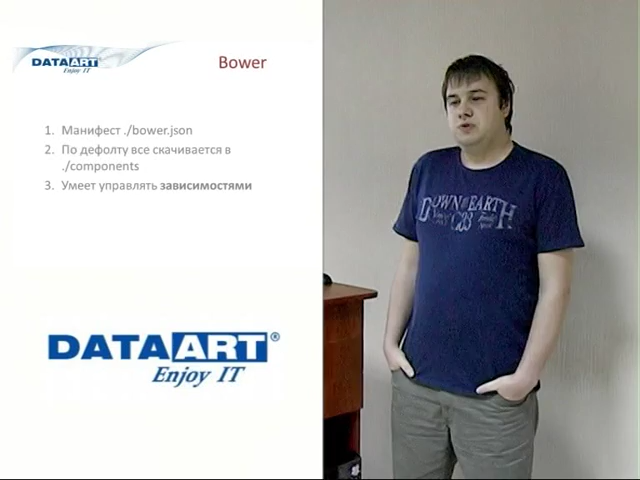 DATAART
Enjoy IT
Bower
1. Манифест ./bower.json
2. По дефолту все скачивается в
./components
3. Умеет управлять зависимостями
DATAART®
Enjoy IT
DOWN EARTH